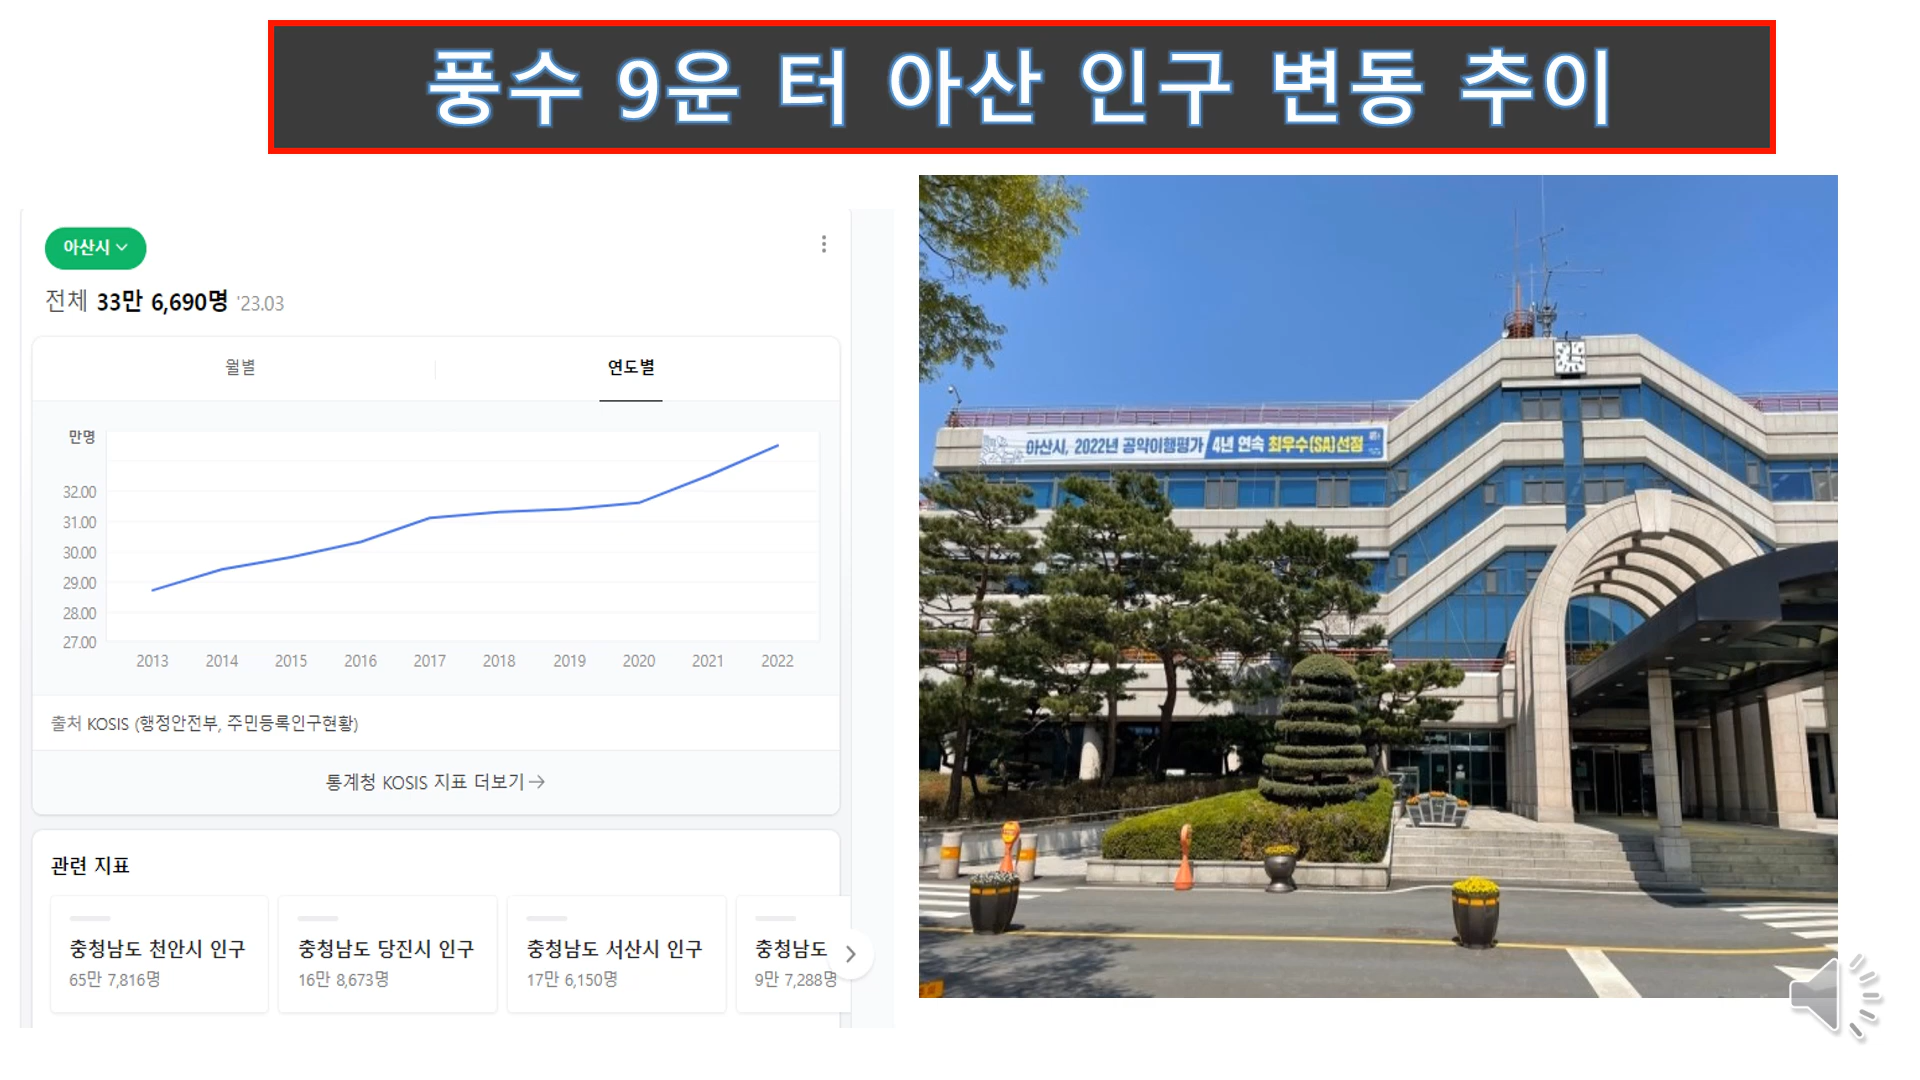 풍수 9운 터 아산 인구 변동 추이
아산시
전체 33만 6,690명 '23.03
월별
연도별
만명
32.00
31.00
30.00
29.00
28.00
27.00
2013 2014 2015 2016 2017 2018 2019 2020 2021 2022
출처 KOSIS (행정안전부, 주민등록인구현황)
통계청 KOSIS 지표 더보기
관련 지표
충청남도 천안시 인구
65만 7,816명
충청남도 당진시 인구
16만 8,673명
충청남도 서산시 인구
17만 6,150명
충청남도
9만 7,288명
아산시, 2022년 공약이행평가 4년 연속 최우수(SA)선정